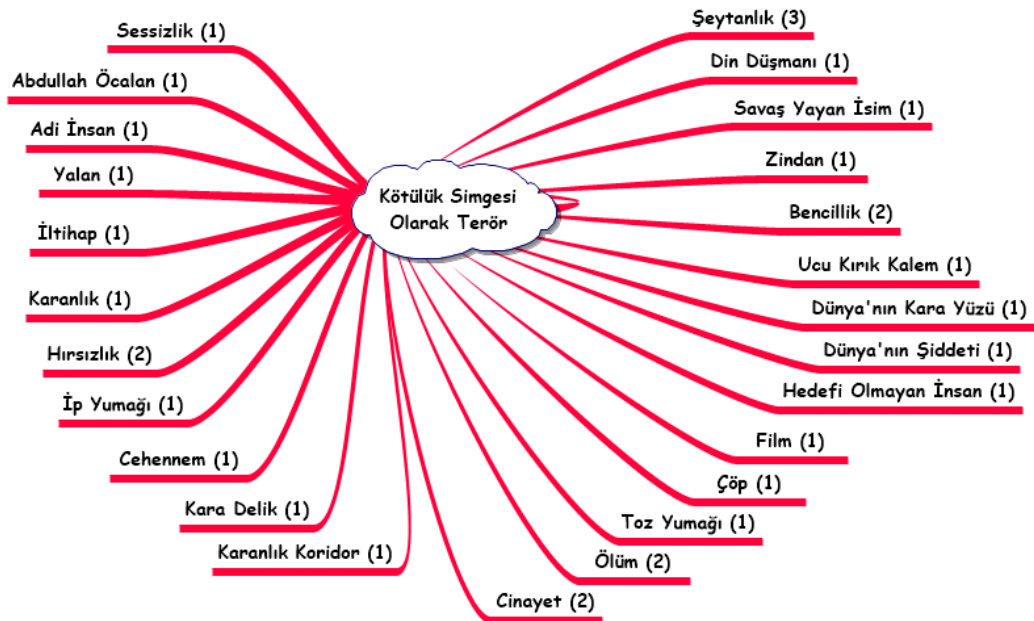 Sessizlik (1)
Abdullah Öcalan (1)
Adi İnsan (1)
Yalan (1)
İltihap (1)
Karanlık (1)
Hırsızlık (2)
İp Yumağı (1)
Cehennem (1)
Kara Delik (1)
Karanlık Koridor (1)
Kötülük Simgesi
Olarak Terör
Şeytanlık (3)
Din Düşmanı (1)
Savaş Yayan İsim (1)
Zindan (1)
Bencillik (2)
Ucu Kırık Kalem (1)
Dünya'nın Kara Yüzü (1)
Dünya'nın Şiddeti (1)
Hedefi Olmayan İnsan (1)
Film (1)
Çöp (1)
Toz Yumağı (1)
Ölüm (2)
Cinayet (2)